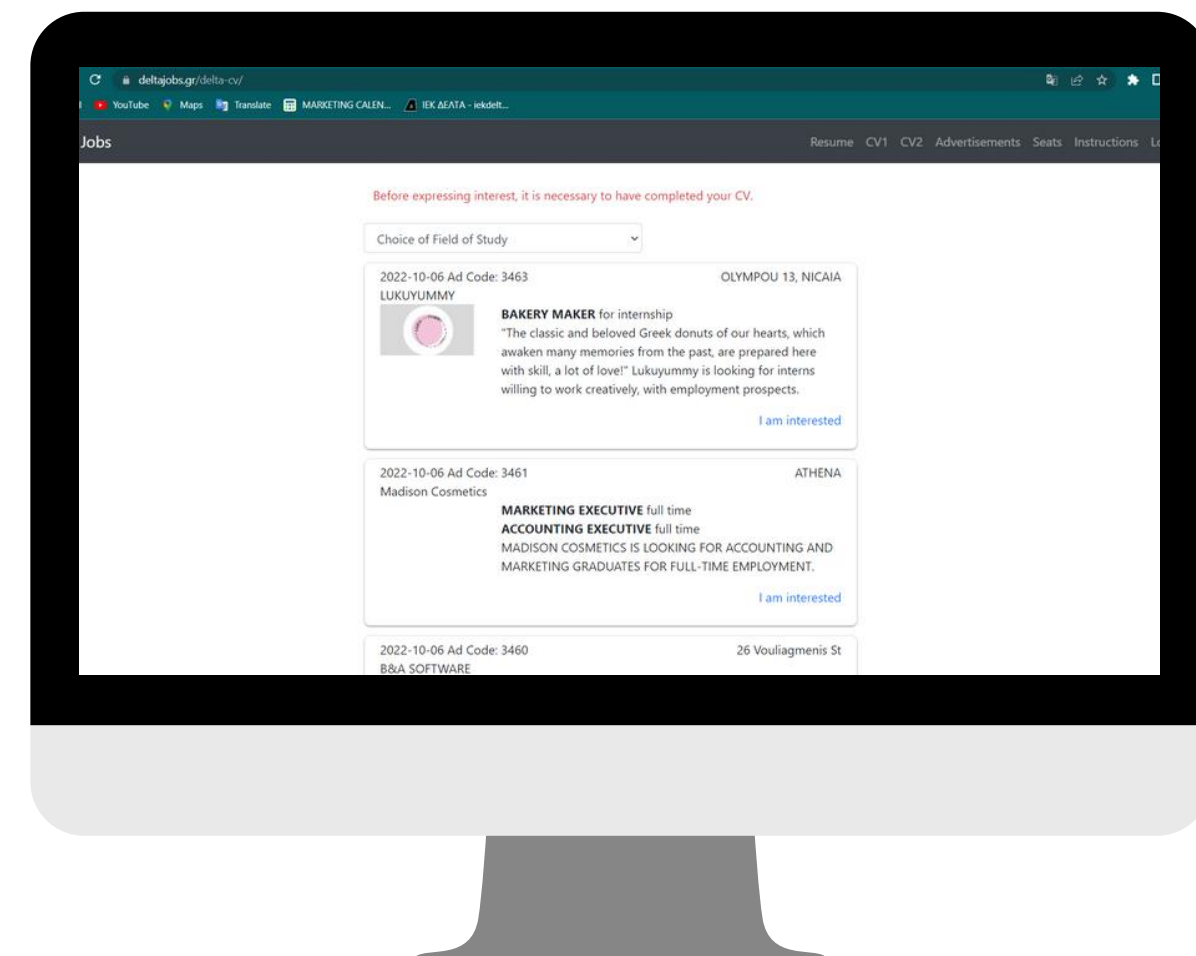 deltajobs.gr/delta-cv/
YouTube Maps Translate MARKETING CALEN... ΙΕΚ ΔΕΛΤΑ - iekdelt...
Jobs Resume CV1 CV2 Advertisements Seats Instructions Lo
Before expressing interest, it is necessary to have completed your CV.
Choice of Field of Study
2022-10-06 Ad Code: 3463 OLYMPOU 13, NICAIA
LUKUYUMMY
BAKERY MAKER for internship
"The classic and beloved Greek donuts of our hearts, which
awaken many memories from the past, are prepared here
with skill, a lot of love!" Lukuyummy is looking for interns
willing to work creatively, with employment prospects.
I am interested
2022-10-06 Ad Code: 3461 ATHENA
Madison Cosmetics
MARKETING EXECUTIVE full time
ACCOUNTING EXECUTIVE full time
MADISON COSMETICS IS LOOKING FOR ACCOUNTING AND
MARKETING GRADUATES FOR FULL-TIME EMPLOYMENT.
I am interested
2022-10-06 Ad Code: 3460 26 Vouliagmenis St
B&A SOFTWARE